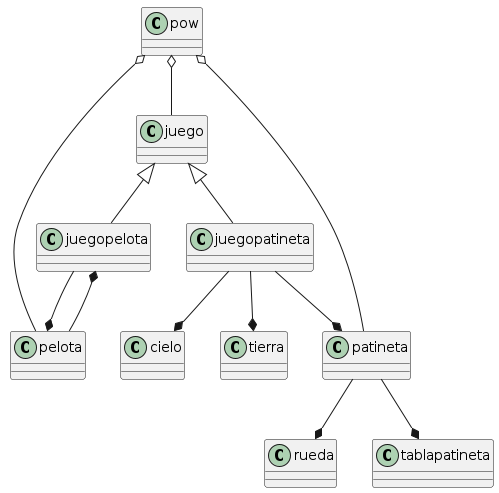 C pow
C juego
C juegopelota
C juegopatineta
C pelota
C cielo
C tierra
C patineta
C rueda
C tablapatineta